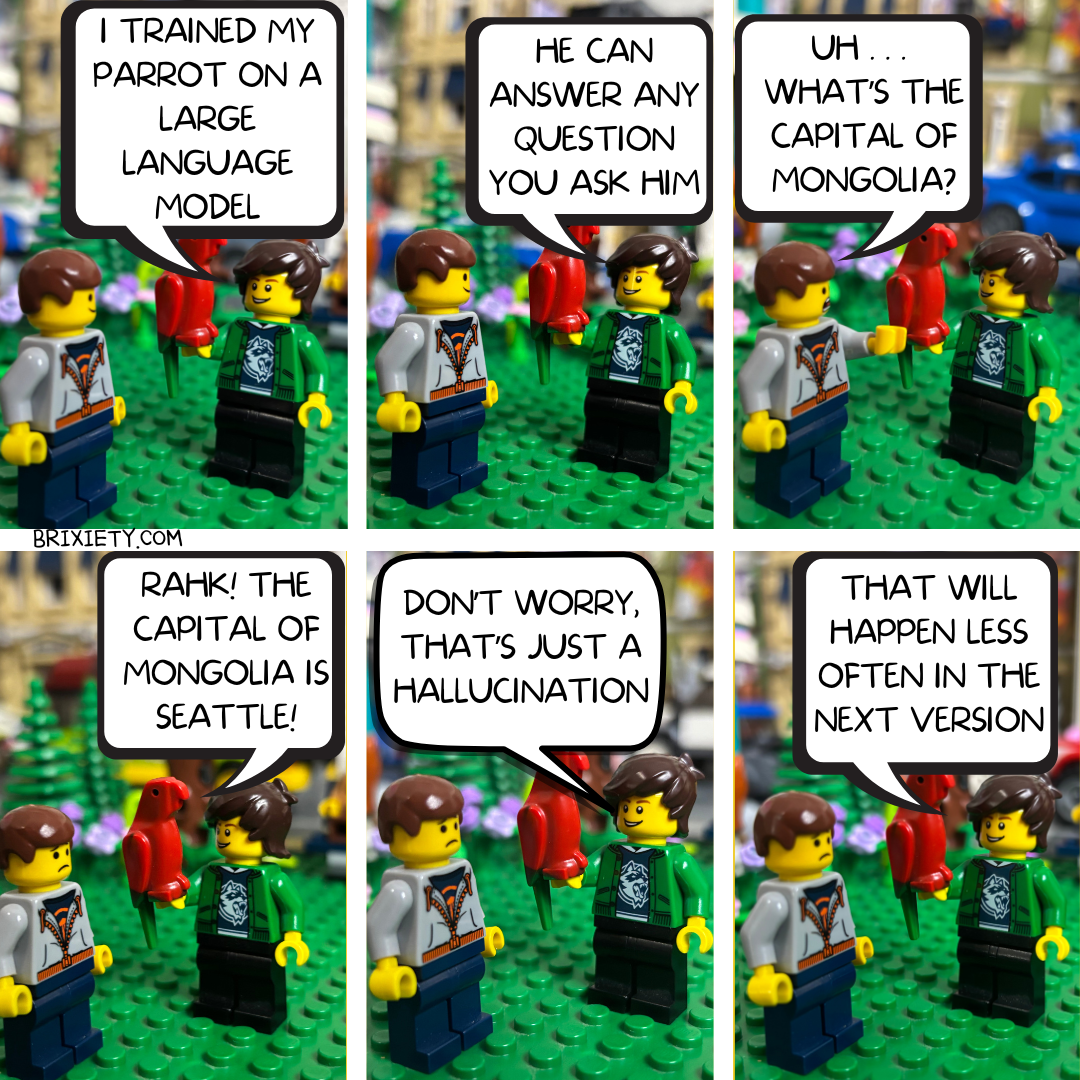 I TRAINED MY
PARROT ON A
LARGE
LANGUAGE
MODEL
HE CAN
ANSWER ANY
QUESTION
YOU ASK HIM
UH . . .
WHAT'S THE
CAPITAL OF
MONGOLIA?
BRIXIETY.COM
RAHK! THE
CAPITAL OF
MONGOLIA IS
SEATTLE!
DON'T WORRY,
THAT'S JUST A
HALLUCINATION
THAT WILL
HAPPEN LESS
OFTEN IN THE
NEXT VERSION